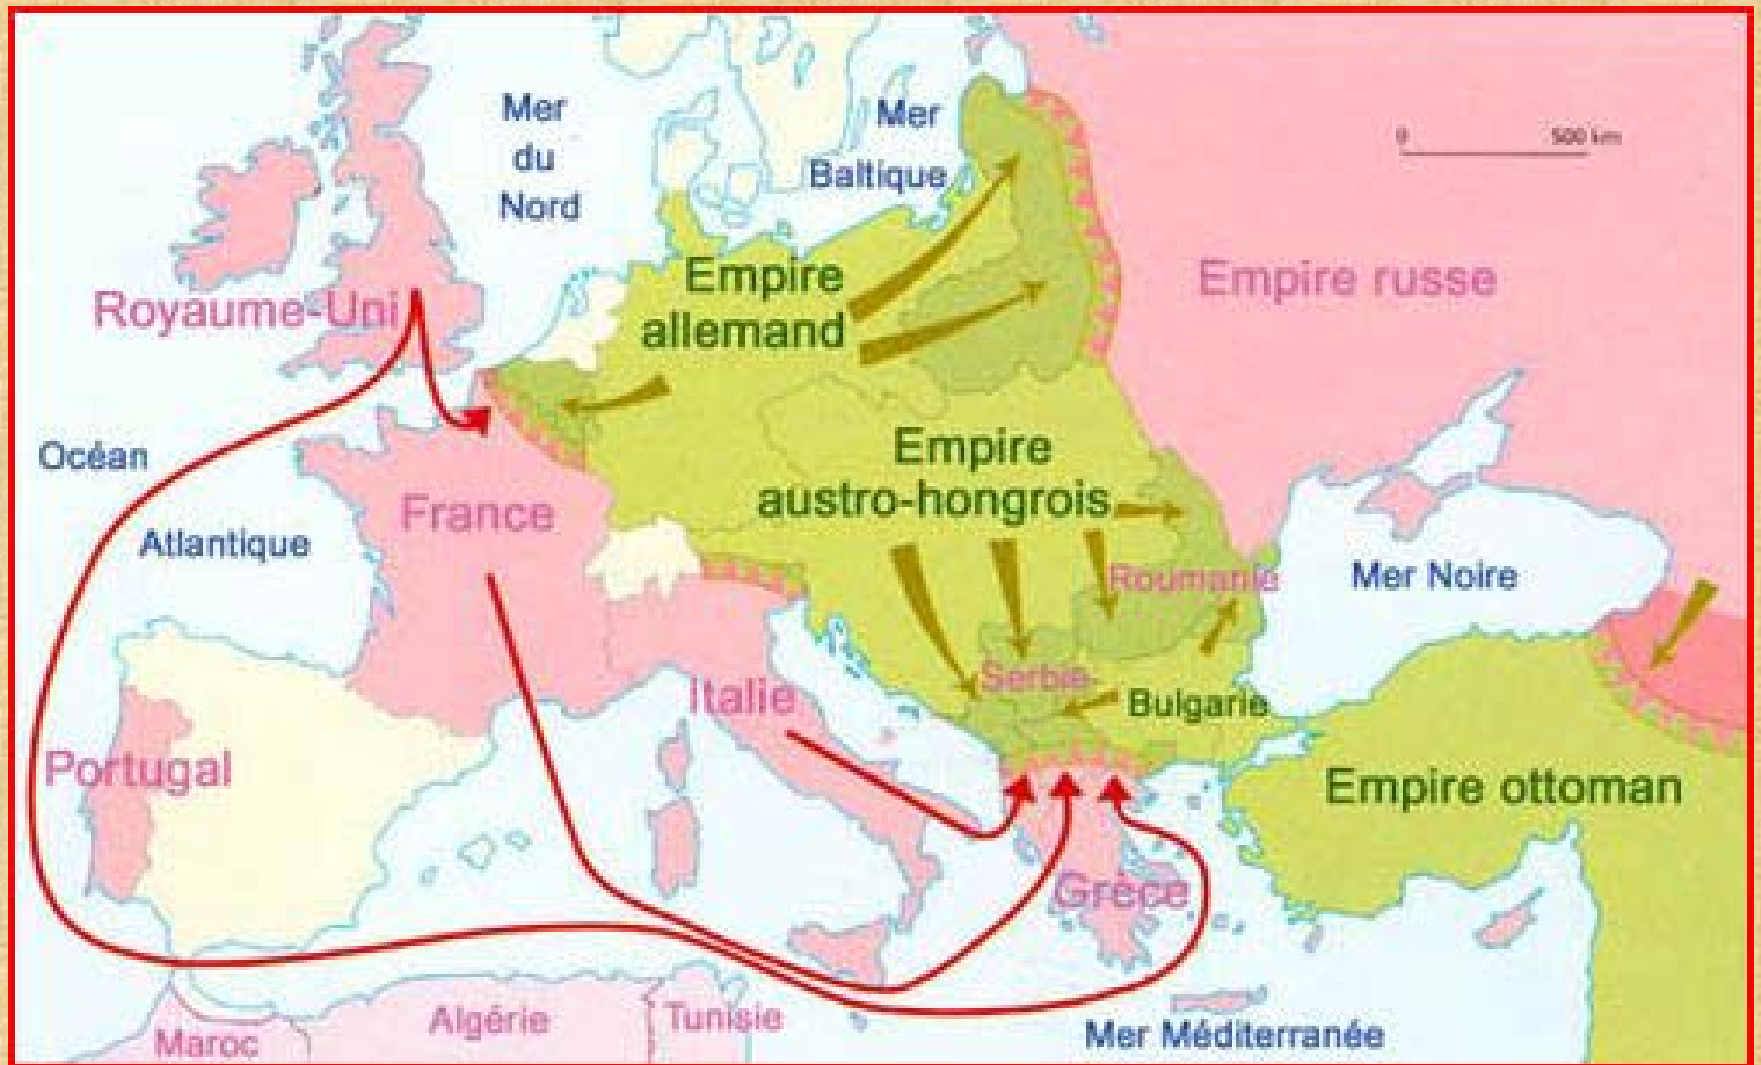 Mer
du
Nord
Mer
Baltique
0 500 km
Empire
allemand
Empire russe
Royaume-Uni
Océan
Atlantique
Empire
austro-hongrois
France
Roumanie
Mer Noire
Serbie
Bulgarie
Italie
Portugal
Empire ottoman
Grèce
Algérie
Tunisie
Maroc
Mer Méditerranée